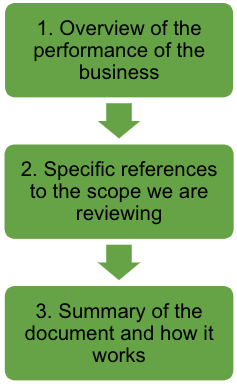 1. Overview of the
performance of the
business
2. Specific references
to the scope we are
reviewing
3. Summary of the
document and how it
works